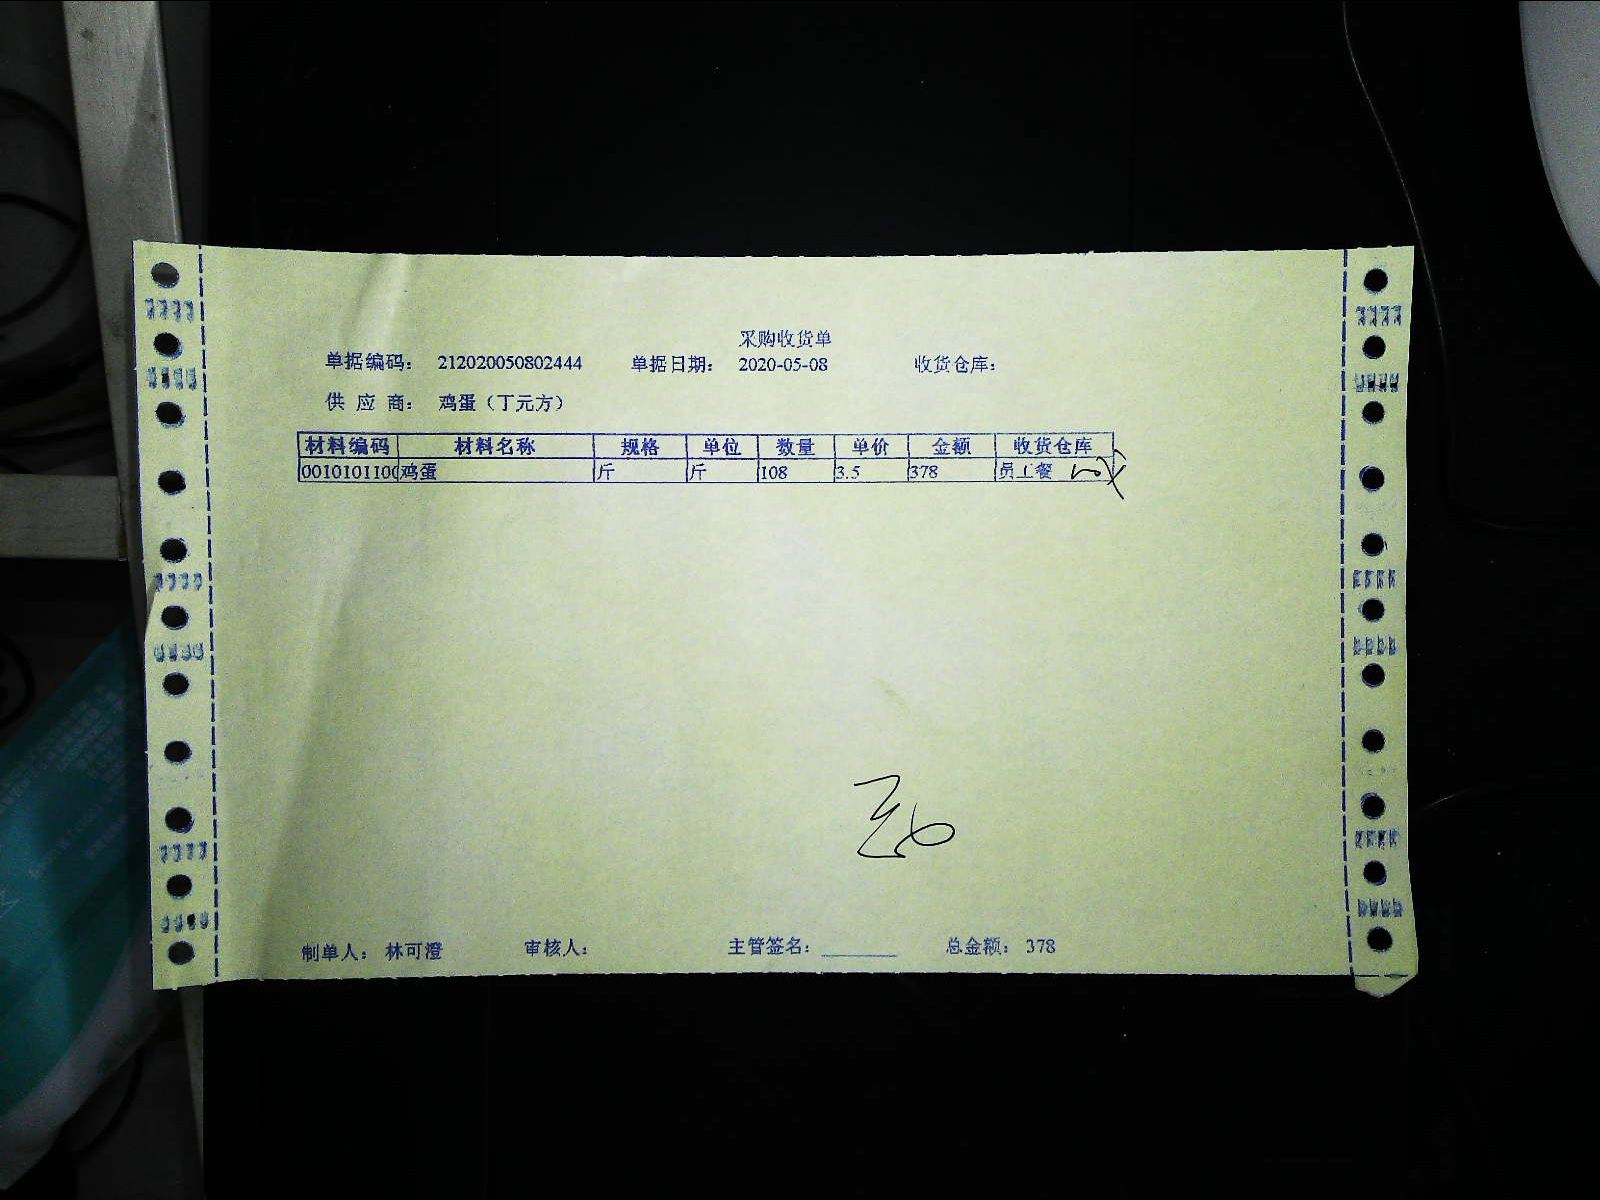 采购收货单
单据编码： 212020050802444 单据日期： 2020-05-08 收货仓库：
供 应 商： 鸡蛋（丁元方）
材料编码 材料名称 规格 单位 数量 单价 金额 收货仓库
0010101100 鸡蛋 斤 斤 108 3.5 378 员工餐
制单人： 林可澄 审核人： 主管签名：________ 总金额： 378